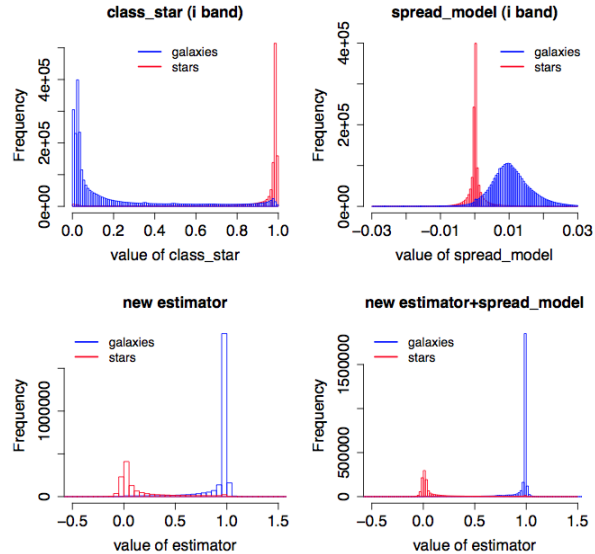 class_star (i band)
galaxies
stars
Frequency
0e+00 2e+05 4e+05
0.0 0.2 0.4 0.6 0.8 1.0
value of class_star
spread_model (i band)
galaxies
stars
Frequency
0e+00 2e+05 4e+05
-0.03 -0.01 0.01 0.03
value of spread_model
new estimator
galaxies
stars
Frequency
0 1000000
-0.5 0.0 0.5 1.0 1.5
value of estimator
new estimator+spread_model
galaxies
stars
Frequency
0 500000 1500000
-0.5 0.0 0.5 1.0 1.5
value of estimator